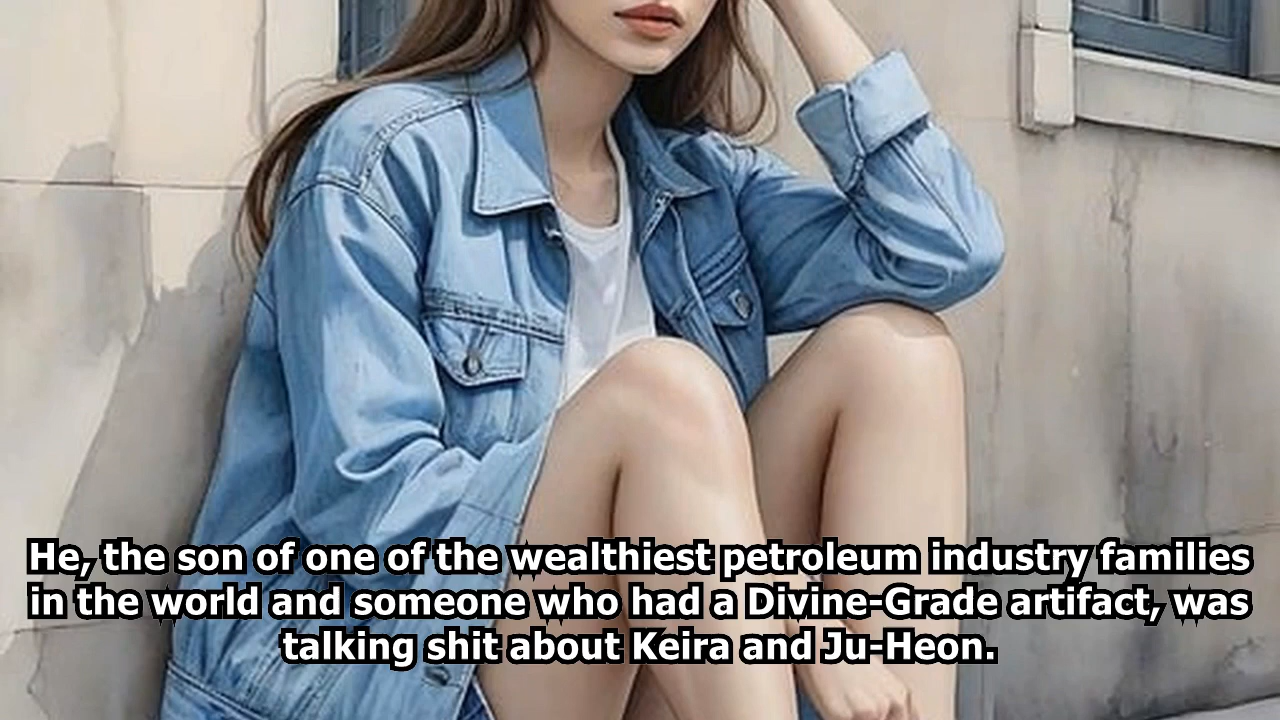 He, the son of one of the wealthiest petroleum industry families
in the world and someone who had a Divine-Grade artifact, was
talking shit about Keira and Ju-Heon.